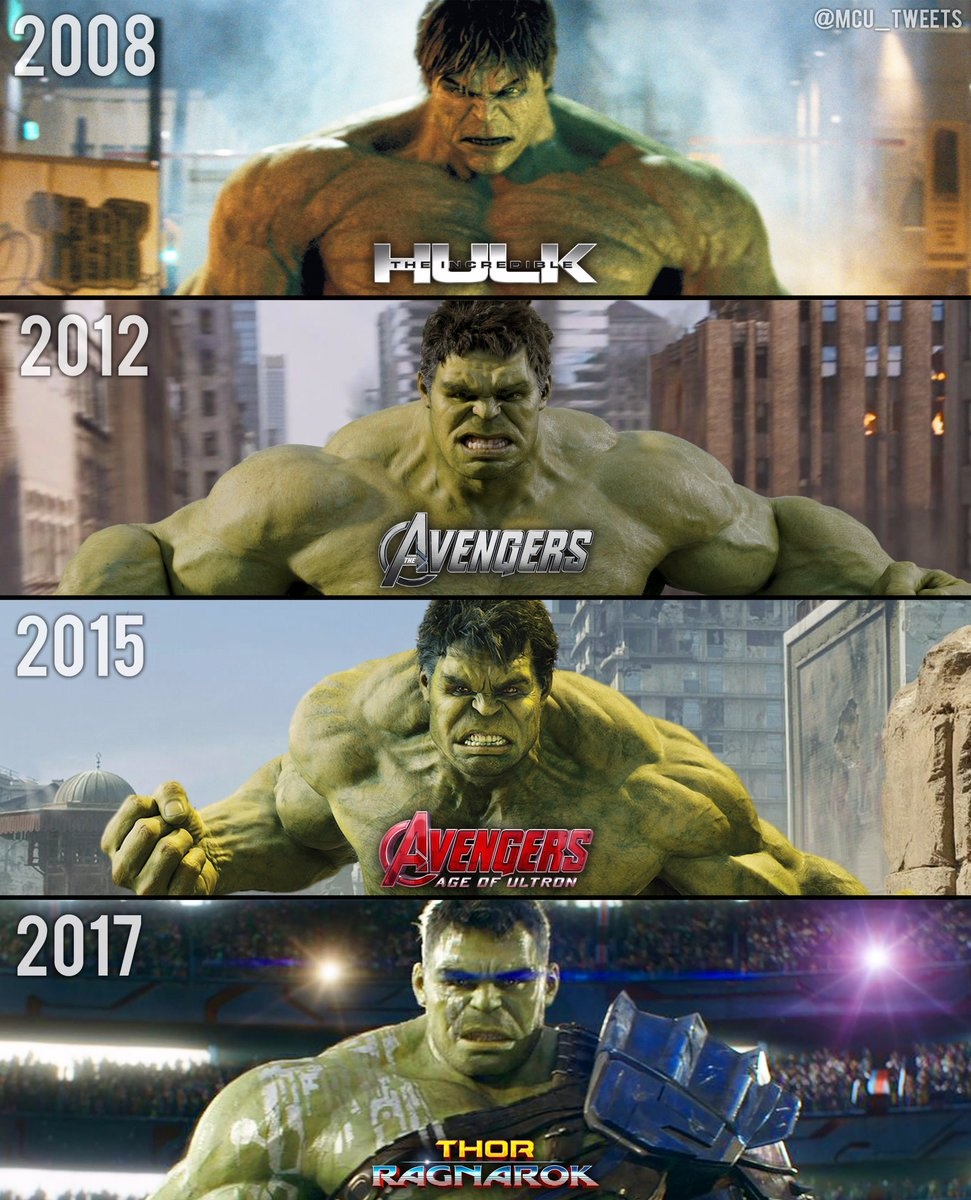 2008
@MCU_TWEETS
HULK
THE INCREDIBLE
2012
THE AVENGERS
2015
AVENGERS
AGE OF ULTRON
2017
THOR
RAGNAROK